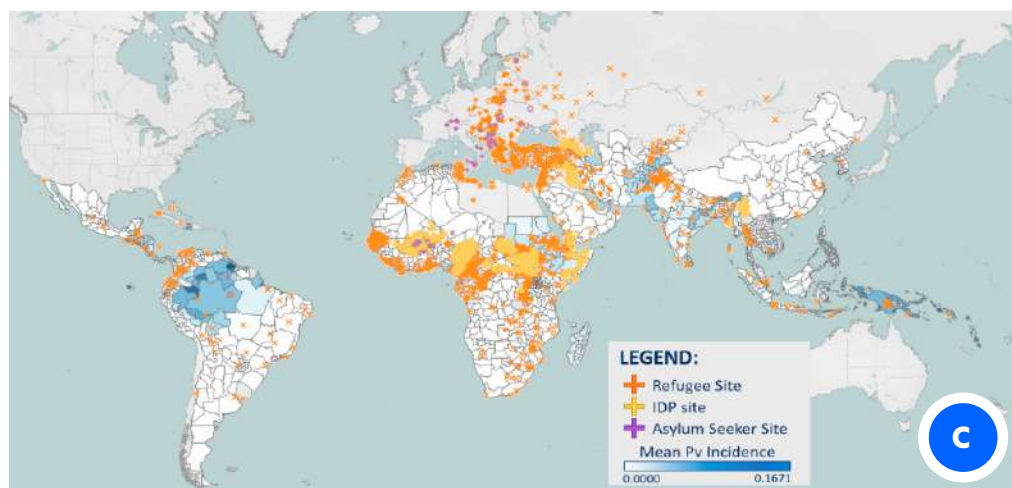 LEGEND:
Refugee Site
IDP site
Asylum Seeker Site
Mean Pv Incidence
0.0000 0.1671
C